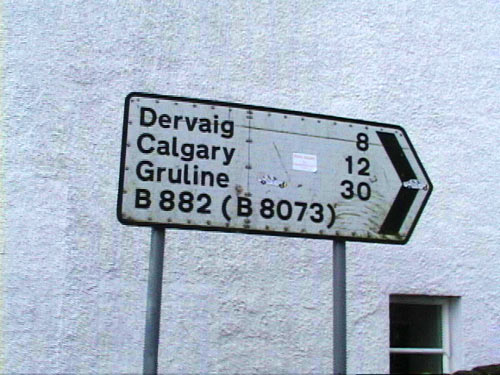 Dervaig 8
Calgary 12
Gruline 30
B 882 (B 8073)